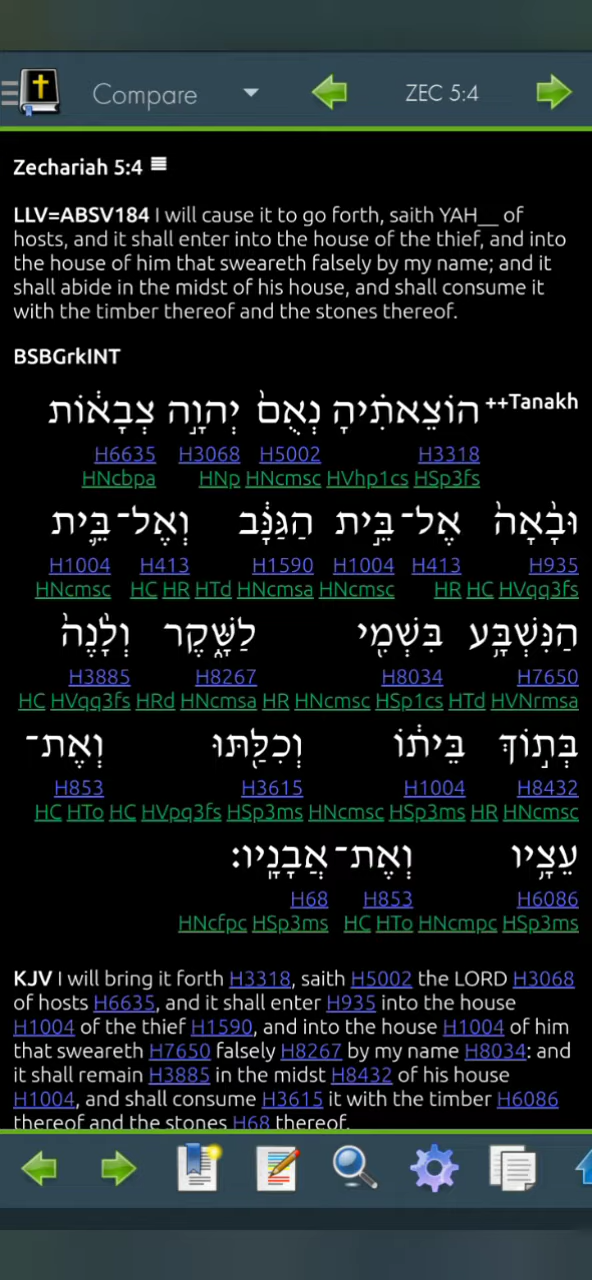 Compare ZEC 5:4
Zechariah 5:4
LLV=ABSV184 I will cause it to go forth, saith YAH__ of
hosts, and it shall enter into the house of the thief, and into
the house of him that sweareth falsely by my name; and it
shall abide in the midst of his house, and shall consume it
with the timber thereof and the stones thereof.
BSBGrkINT
++Tanakh הוֹצֵאתִ֗יהָ נְאֻם֙ יְהוָ֣ה צְבָא֔וֹת
H6635 H3068 H5002 H3318
HNcbpa HNp HNcmsc HVhp1cs HSp3fs
וּבָ֙אָה֙ אֶל־ בֵּ֣ית הַגַּנָּ֔ב וְאֶל־ בֵּ֛ית
H1004 H413 H1590 H1004 H413 H935
HNcmsc HC HR HTd HNcmsa HNcmsc HR HC HVqq3fs
הַנִּשְׁבָּ֥ע בִּשְׁמִ֖י לַשָּׁ֑קֶר וְלָ֙נֶה֙
H3885 H8267 H8034 H7650
HC HVqq3fs HRd HNcmsa HR HNcmsc HSp1cs HTd HVNrmsa
בְּת֣וֹךְ בֵּית֔וֹ וְכִלַּ֖תּוּ וְאֶת־
H853 H3615 H1004 H8432
HC HTo HC HVpq3fs HSp3ms HNcmsc HSp3ms HR HNcmsc
עֵצָ֥יו וְאֶת־ אֲבָנָֽיו׃
H68 H853 H6086
HNcfpc HSp3ms HC HTo HNcmpc HSp3ms
KJV I will bring it forth H3318, saith H5002 the LORD H3068
of hosts H6635, and it shall enter H935 into the house
H1004 of the thief H1590, and into the house H1004 of him
that sweareth H7650 falsely H8267 by my name H8034: and
it shall remain H3885 in the midst H8432 of his house
H1004, and shall consume H3615 it with the timber H6086
thereof and the stones H68 thereof.